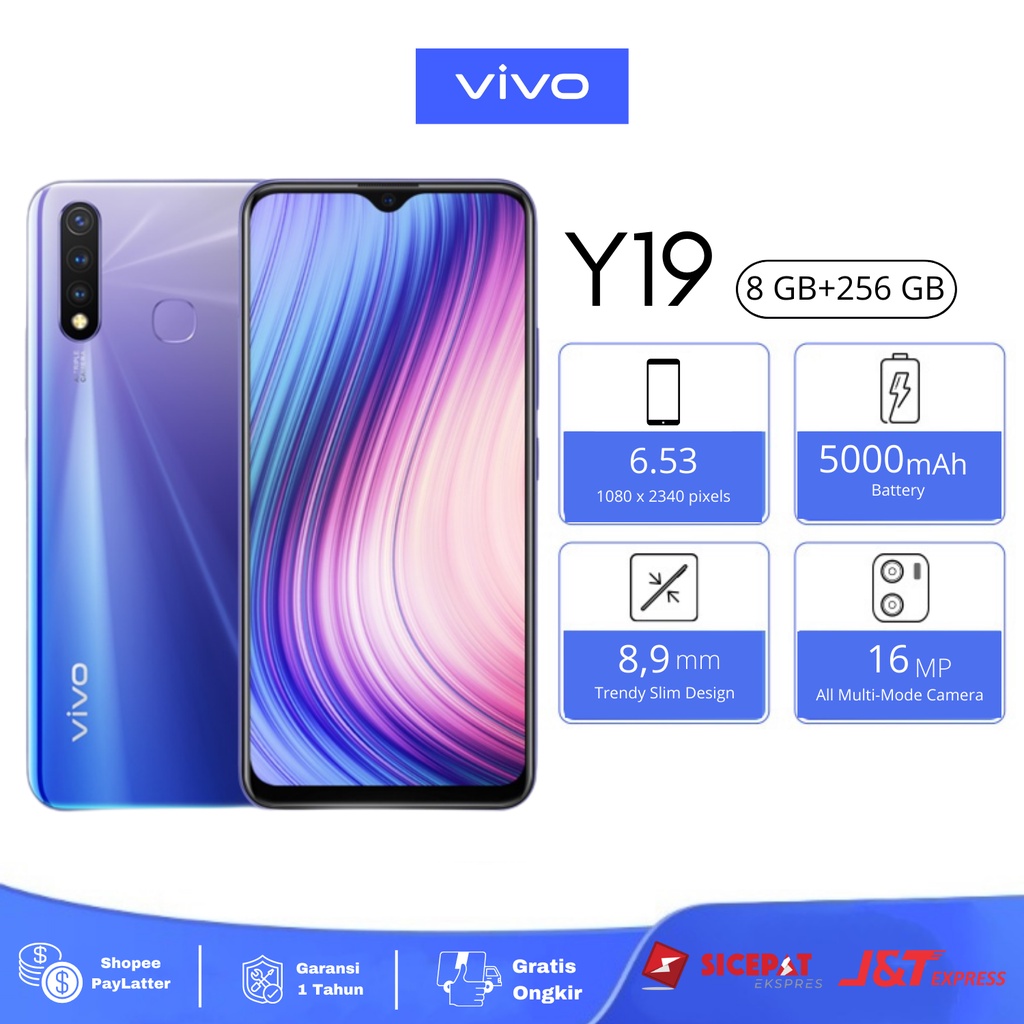 vivo
Y19
8 GB+256 GB
6.53
1080 x 2340 pixels
5000mAh
Battery
8,9 mm
Trendy Slim Design
16 MP
All Multi-Mode Camera
vivo
Shopee
PayLatter
Garansi
1 Tahun
Gratis
Ongkir
SICEPAT
EKSPRES
J&T EXPRESS